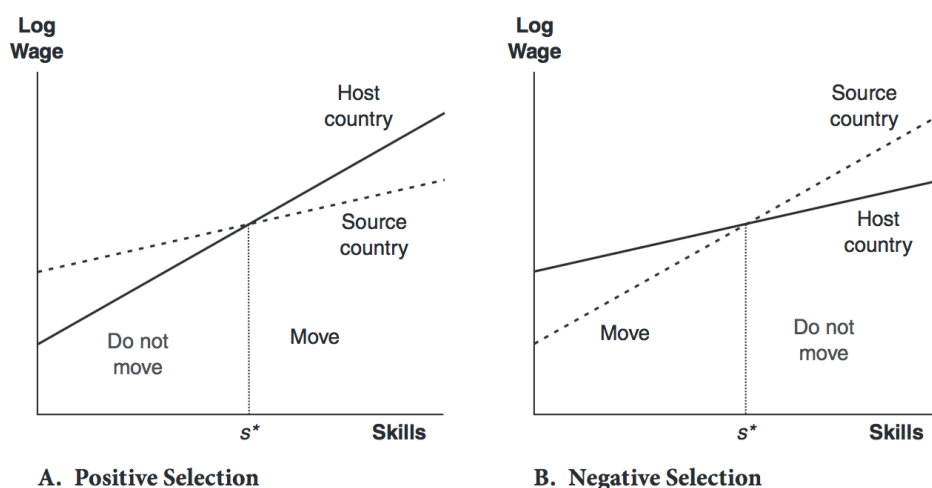 Log
Wage
Host
country
Source
country
Do not
move
Move
s*
Skills
A. Positive Selection
Log
Wage
Source
country
Host
country
Move
Do not
move
s*
Skills
B. Negative Selection